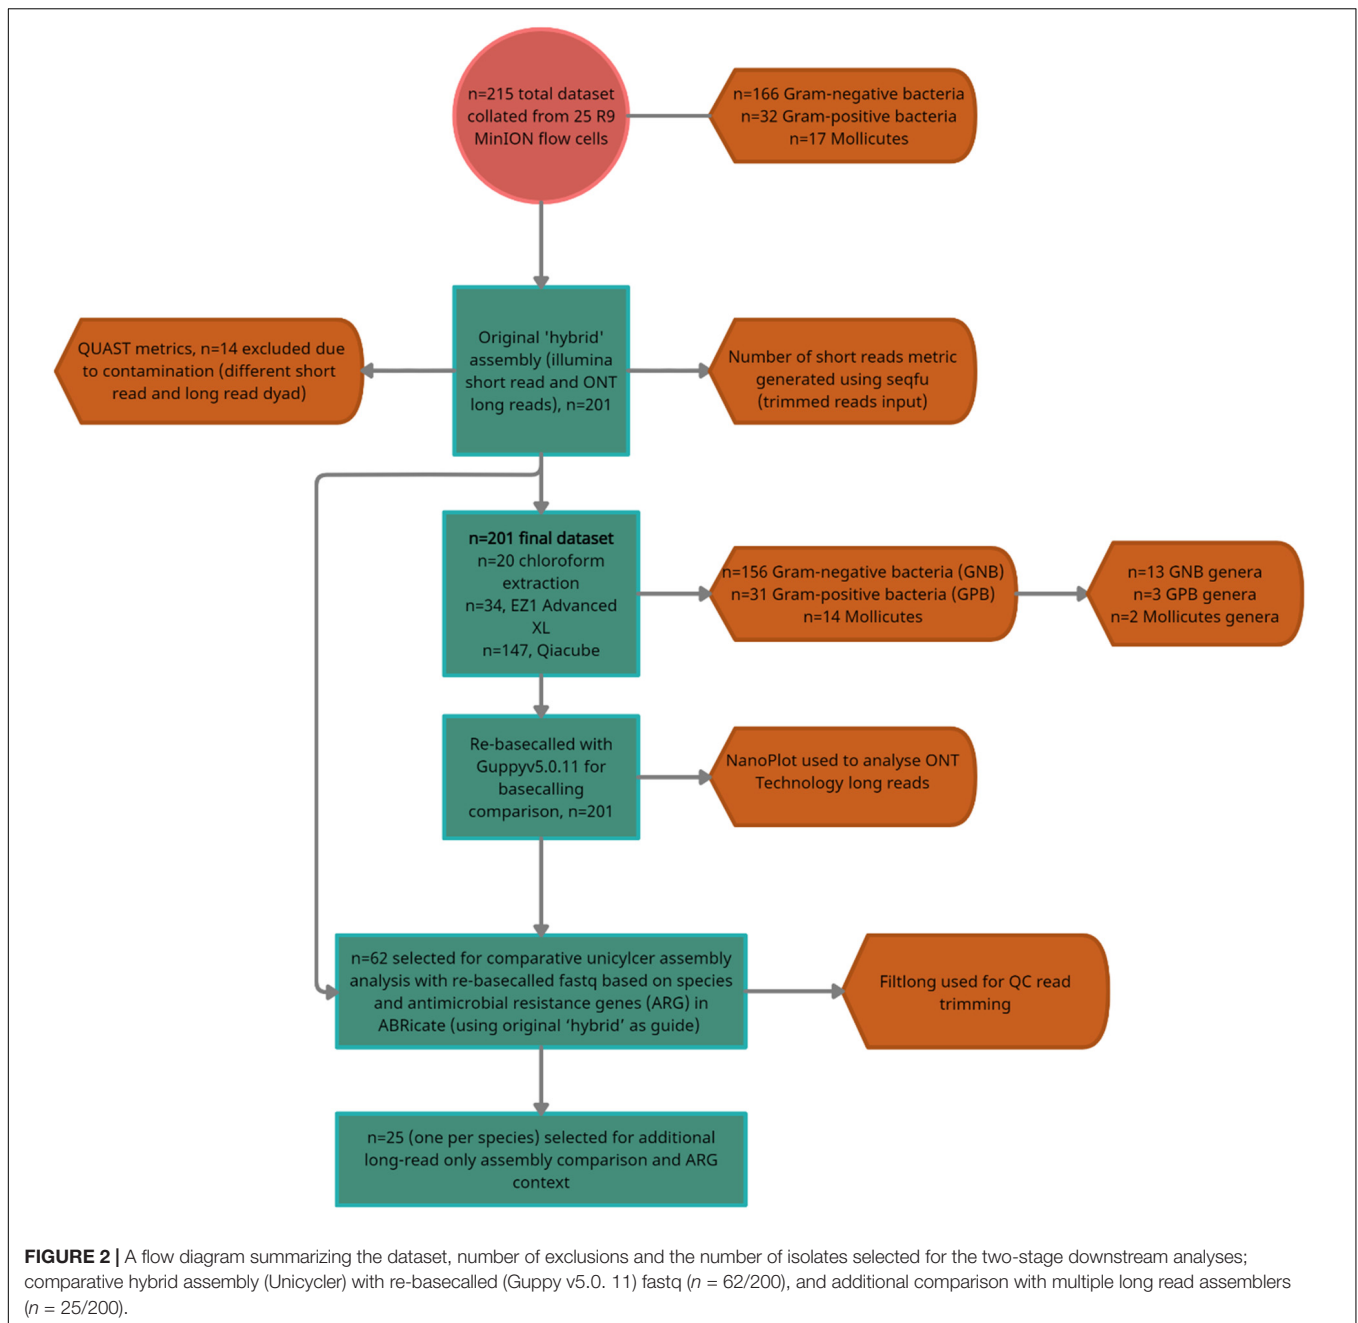 n=215 total dataset
collated from 25 R9
MinION flow cells
n=166 Gram-negative bacteria
n=32 Gram-positive bacteria
n=17 Mollicutes
QUAST metrics, n=14 excluded due
to contamination (different short
read and long read dyad)
Original 'hybrid'
assembly (illumina
short read and ONT
long reads), n=201
Number of short reads metric
generated using seqfu
(trimmed reads input)
n=201 final dataset
n=20 chloroform
extraction
n=34, EZ1 Advanced
XL
n=147, Qiacube
n=156 Gram-negative bacteria (GNB)
n=31 Gram-positive bacteria (GPB)
n=14 Mollicutes
n=13 GNB genera
n=3 GPB genera
n=2 Mollicutes genera
Re-basecalled with
Guppyv5.0.11 for
basecalling
comparison, n=201
NanoPlot used to analyse ONT
Technology long reads
n=62 selected for comparative unicylcer assembly
analysis with re-basecalled fastq based on species
and antimicrobial resistance genes (ARG) in
ABRicate (using original ‘hybrid’ as guide)
Filtlong used for QC read
trimming
n=25 (one per species) selected for additional
long-read only assembly comparison and ARG
context
FIGURE 2 | A flow diagram summarizing the dataset, number of exclusions and the number of isolates selected for the two-stage downstream analyses;
comparative hybrid assembly (Unicycler) with re-basecalled (Guppy v5.0. 11) fastq (n = 62/200), and additional comparison with multiple long read assemblers
(n = 25/200).